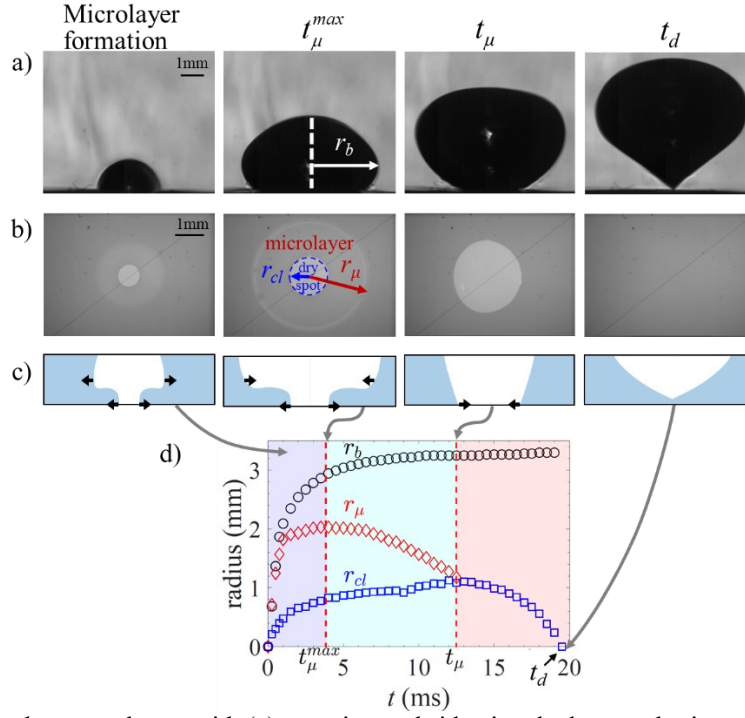 Microlayer
formation
t_μ^max
t_μ
t_d
a)
1mm
r_b
b)
1mm
microlayer
r_cl
dry
spot
r_μ
c)
d)
radius (mm)
3
2
1
0
r_b
r_μ
r_cl
0
t_μ^max
5
10
t_μ
15
t_d
20
t (ms)